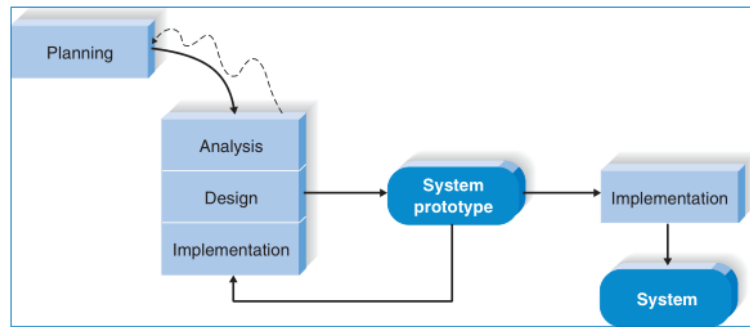 Planning
Analysis
Design
Implementation
System
prototype
Implementation
System